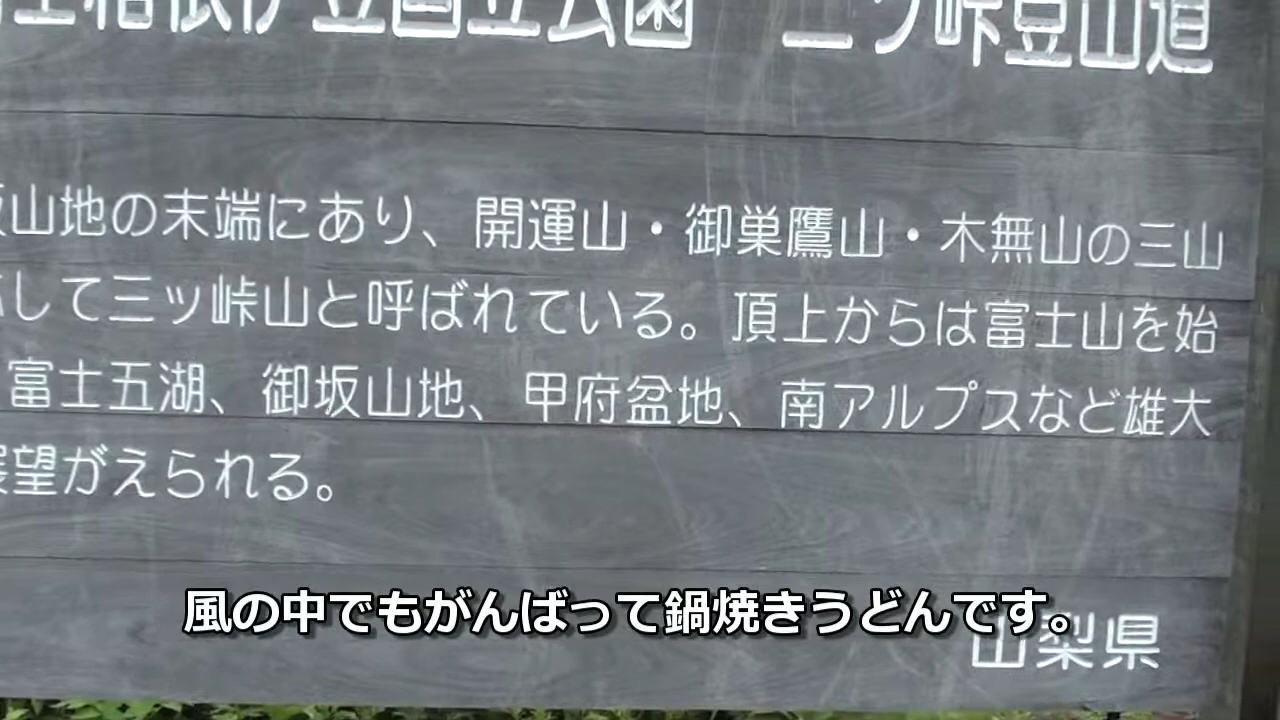 国立公園 三ツ峠登山道
山地の末端にあり、開運山・御巣鷹山・木無山の三山
して三ツ峠山と呼ばれている。頂上からは富士山を始
富士五湖、御坂山地、甲府盆地、南アルプスなど雄大
望がえられる。
風の中でもがんばって鍋焼きうどんです。
山梨県